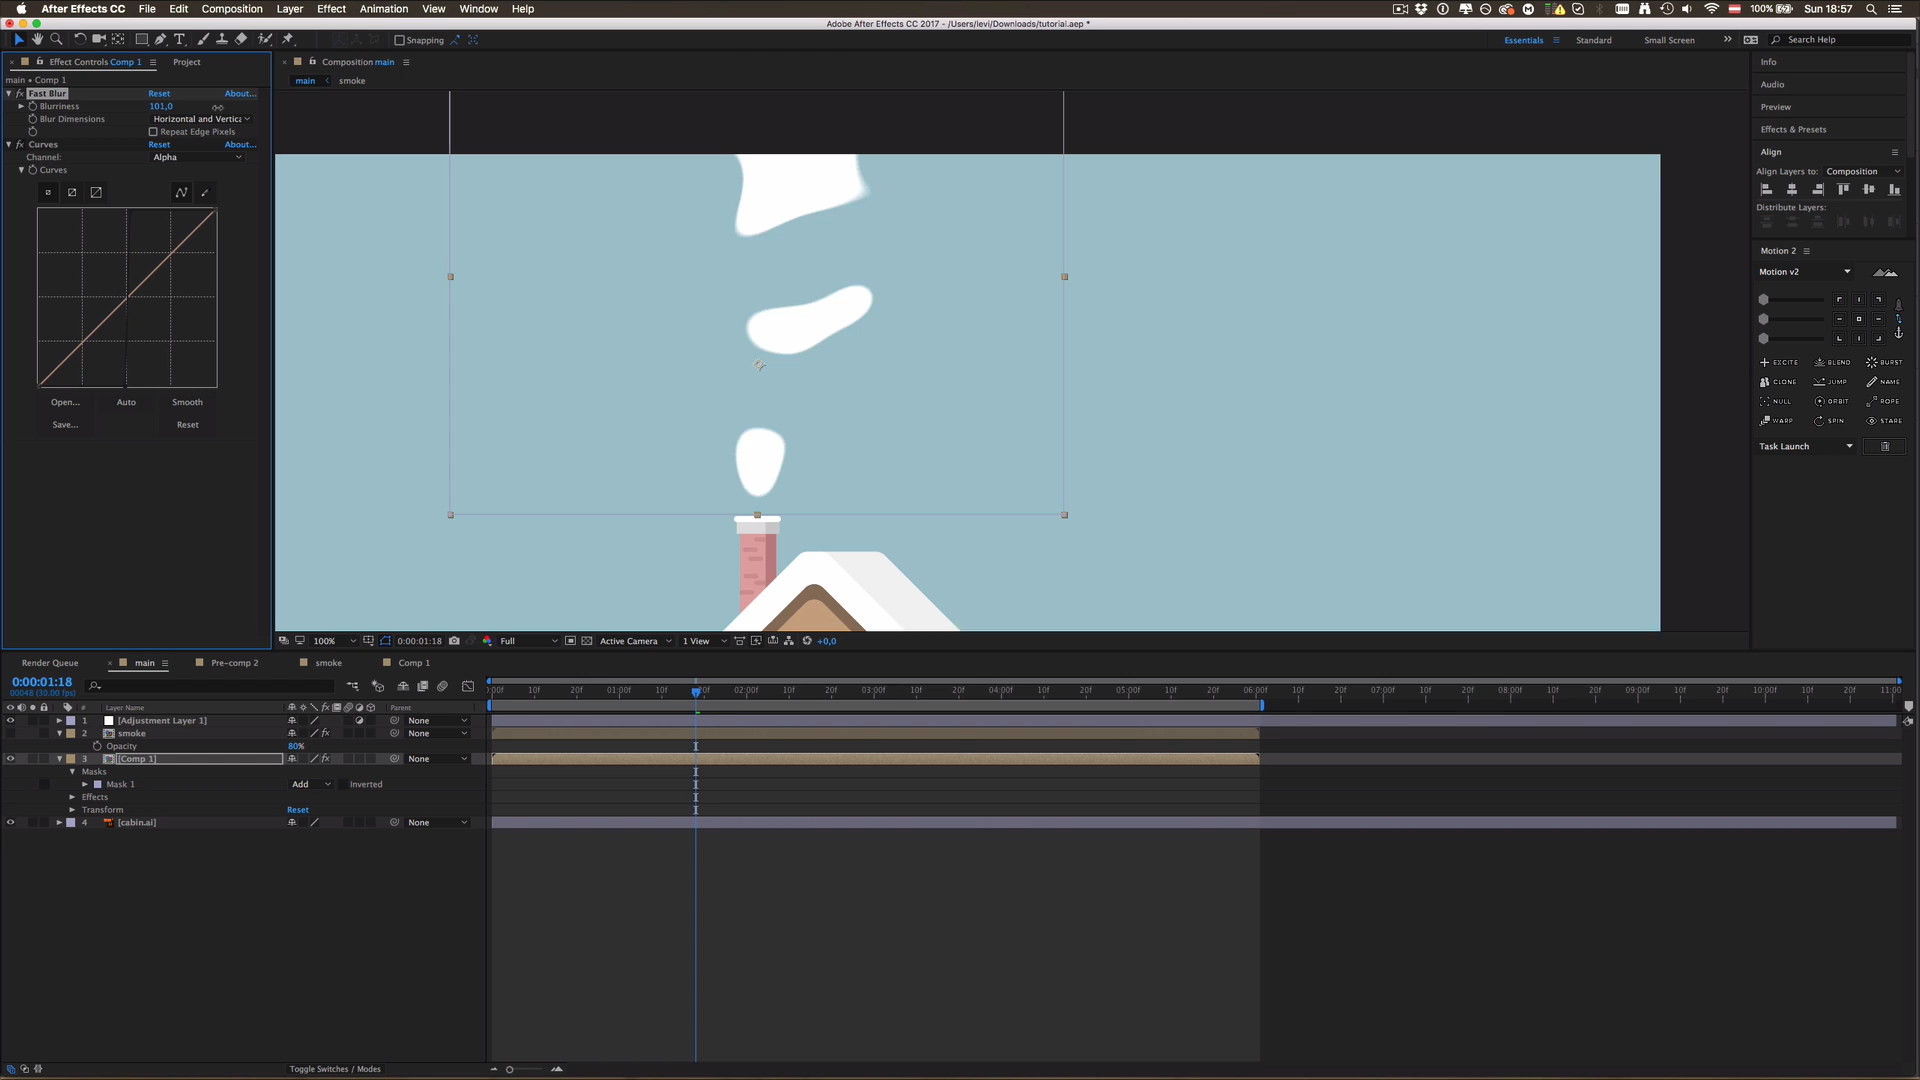 After Effects CC File Edit Composition Layer Effect Animation View Window Help 100% Sun 18:57
Adobe After Effects CC 2017 - /Users/levi/Downloads/tutorial.aep *
Snapping Essentials Standard Small Screen Search Help
Effect Controls Comp 1 Project Composition main Info
main • Comp 1 main smoke
Audio
fx Fast Blur Reset About...
Blurriness 101,0 Preview
Blur Dimensions Horizontal and Vertica
Repeat Edge Pixels Effects & Presets
fx Curves Reset About...
Channel: Alpha Align
Curves Align Layers to: Composition
Distribute Layers:
Motion 2
Motion v2
EXCITE BLEND BURST
CLONE JUMP NAME
Open... Auto Smooth NULL ORBIT ROPE
Save... Reset WARP SPIN STARE
Task Launch
100% 0:00:01:18 Full Active Camera 1 View +0,0
Render Queue main Pre-comp 2 smoke Comp 1
0:00:01:18
00048 (30.00 fps) :00f 10f 20f 01:00f 10f 20f 02:00f 10f 20f 03:00f 10f 20f 04:00f 10f 20f 05:00f 10f 20f 06:00f 10f 20f 07:00f 10f 20f 08:00f 10f 20f 09:00f 10f 20f 10:00f 10f 20f 11:00
# Layer Name fx Parent
1 [Adjustment Layer 1] None
2 smoke fx None
Opacity 80%
3 [Comp 1] fx None
Masks
Mask 1 Add Inverted
Effects
Transform Reset
4 [cabin.ai] None
Toggle Switches / Modes